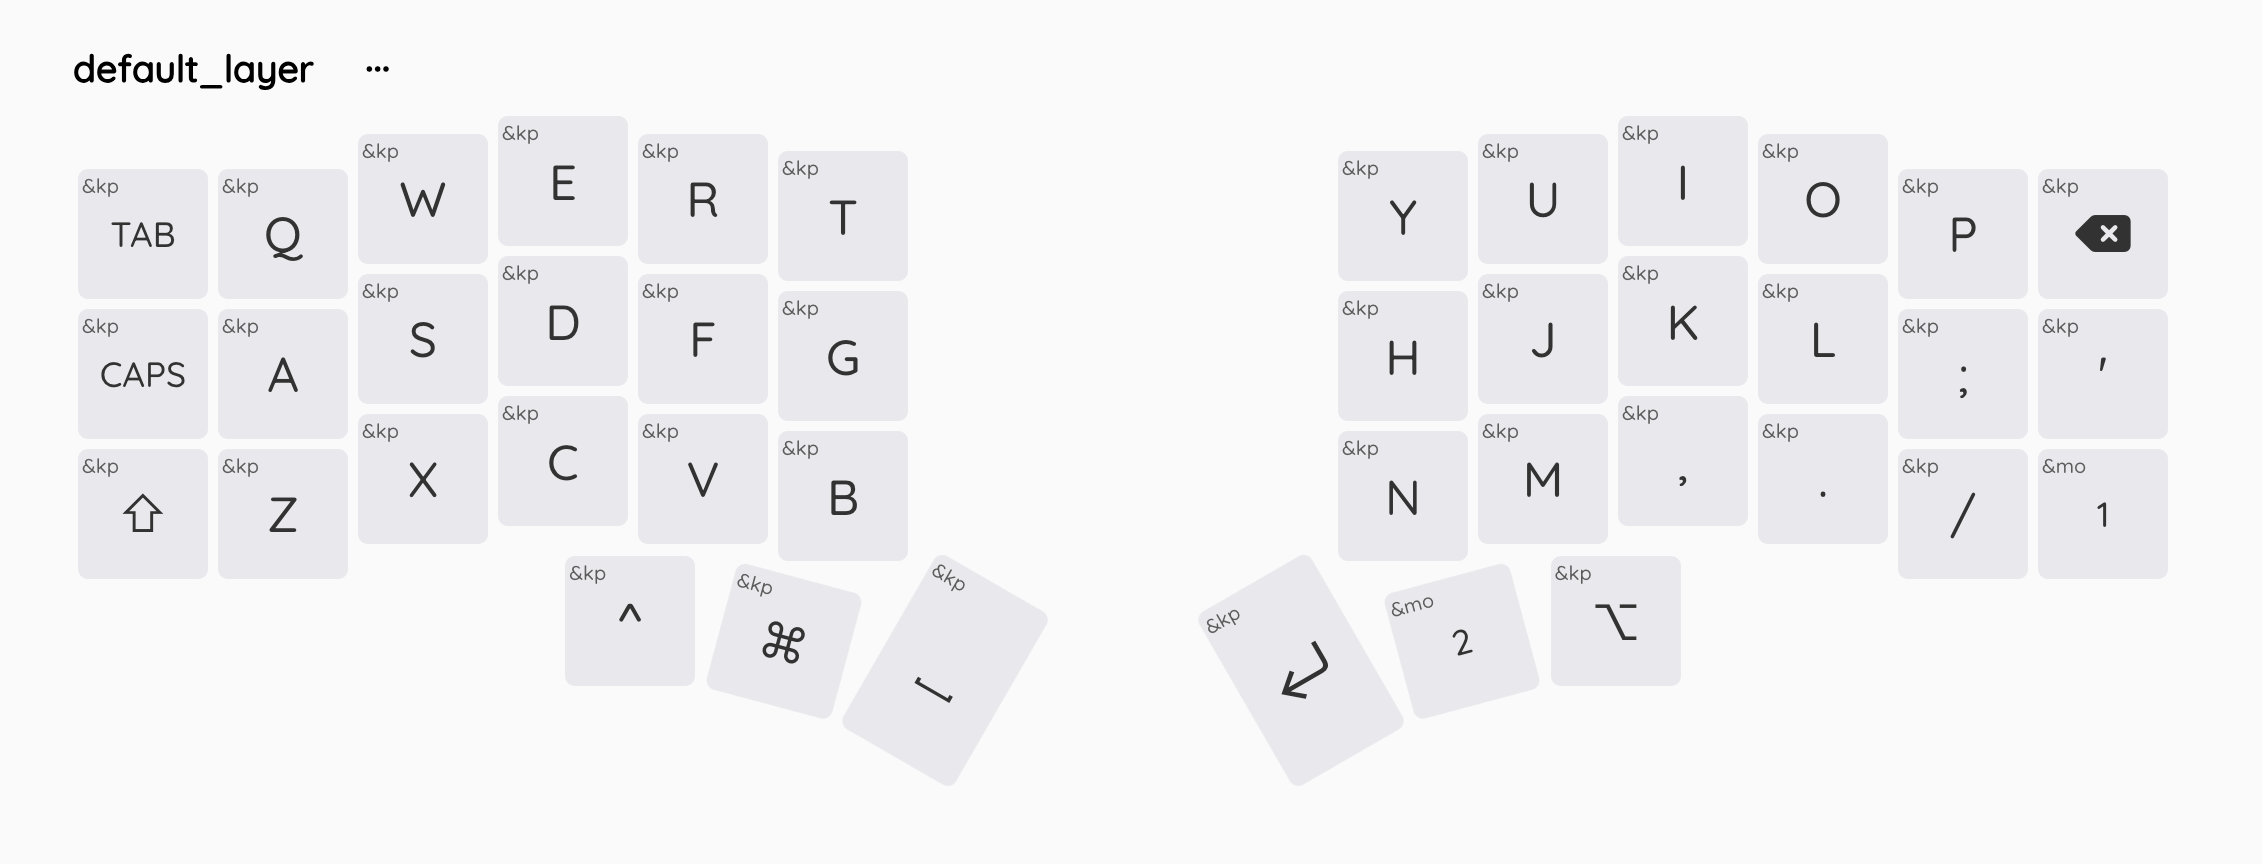 default_layer ...
&kp &kp &kp &kp &kp &kp &kp &kp &kp &kp &kp &kp
TAB Q W E R T Y U I O P ⌫
&kp &kp &kp &kp &kp &kp &kp &kp &kp &kp &kp &kp
CAPS A S D F G H J K L ; '
&kp &kp &kp &kp &kp &kp &kp &kp &kp &kp &kp &mo
⇧ Z X C V B N M , . / 1
&kp &kp &kp &kp &mo &kp
^ ⌘ ⎵ ↵ 2 ⌥